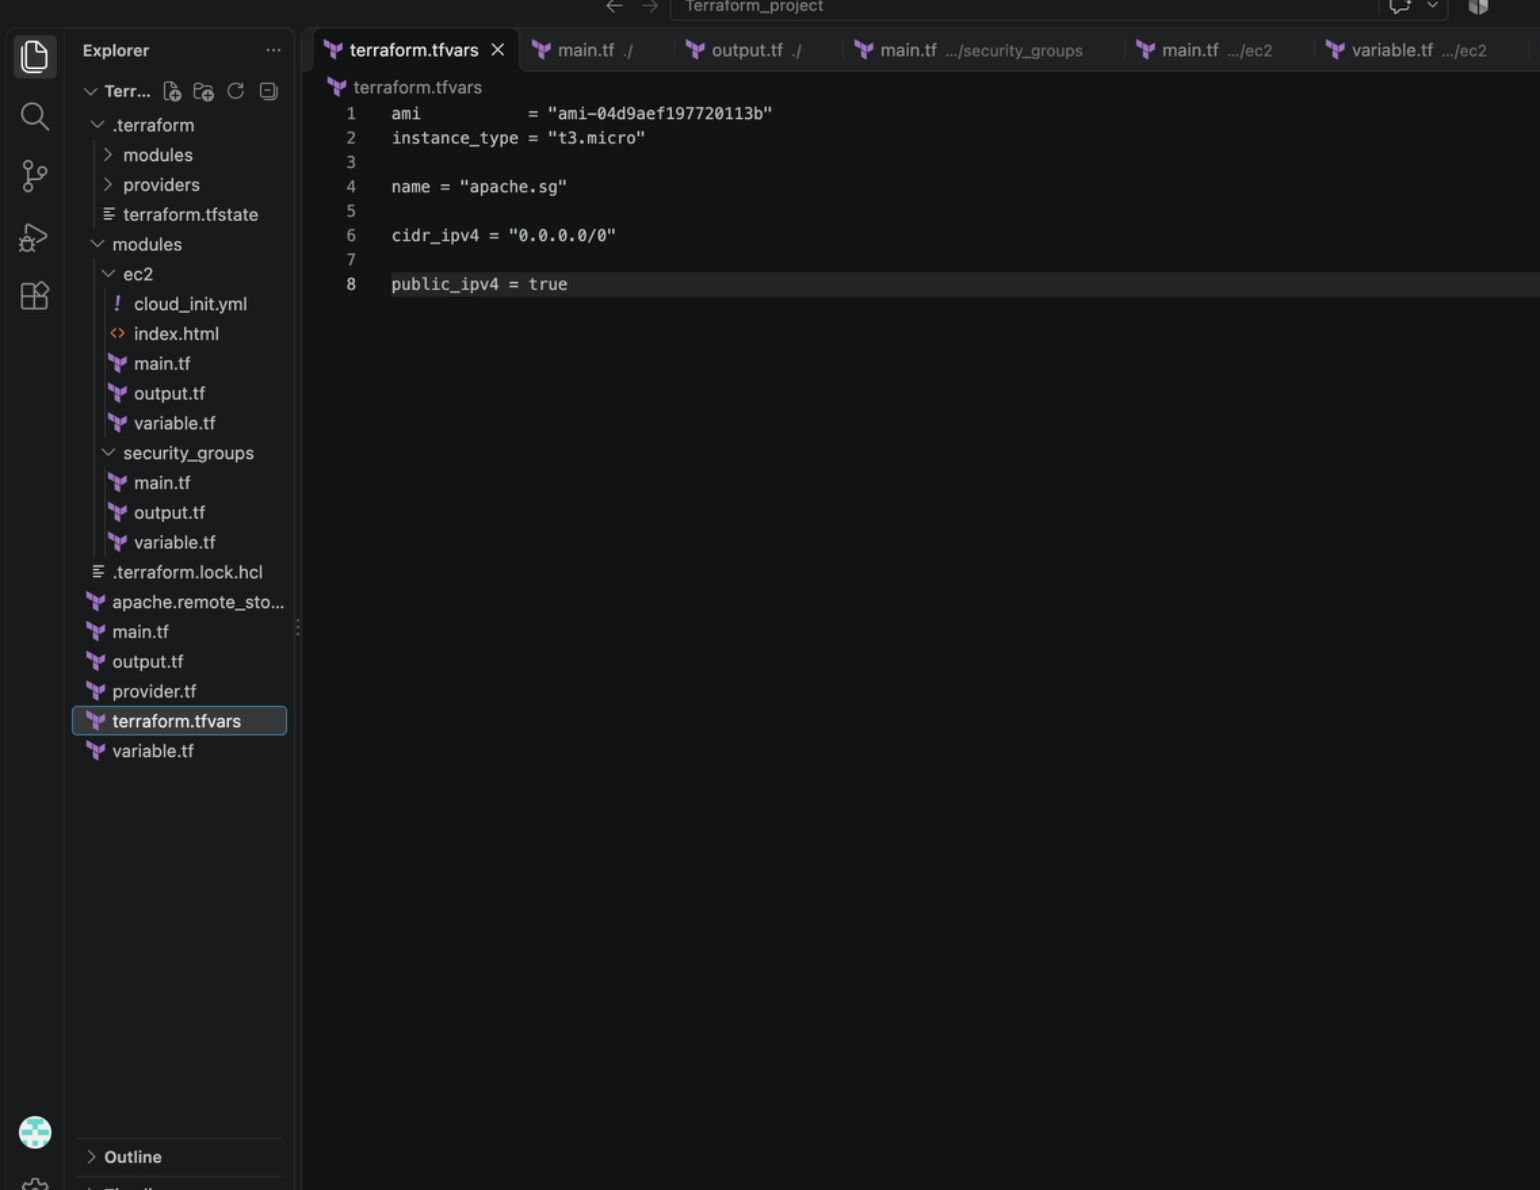 Terraform_project
Explorer
terraform.tfvars
main.tf ./
output.tf ./
main.tf .../security_groups
main.tf .../ec2
variable.tf .../ec2
Terr...
.terraform
modules
providers
terraform.tfstate
modules
ec2
! cloud_init.yml
<> index.html
main.tf
output.tf
variable.tf
security_groups
main.tf
output.tf
variable.tf
.terraform.lock.hcl
apache.remote_sto...
main.tf
output.tf
provider.tf
terraform.tfvars
variable.tf
Outline
terraform.tfvars
1 ami = "ami-04d9aef197720113b"
2 instance_type = "t3.micro"
3
4 name = "apache.sg"
5
6 cidr_ipv4 = "0.0.0.0/0"
7
8 public_ipv4 = true